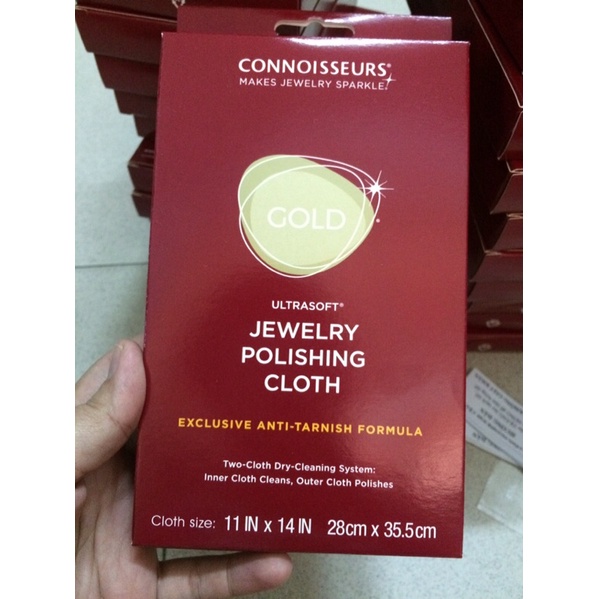 CONNOISSEURS®
MAKES JEWELRY SPARKLE!
GOLD®
ULTRASOFT®
JEWELRY
POLISHING
CLOTH
EXCLUSIVE ANTI-TARNISH FORMULA
Two-Cloth Dry-Cleaning System:
Inner Cloth Cleans, Outer Cloth Polishes
Cloth size: 11 IN x 14 IN 28cm x 35.5cm